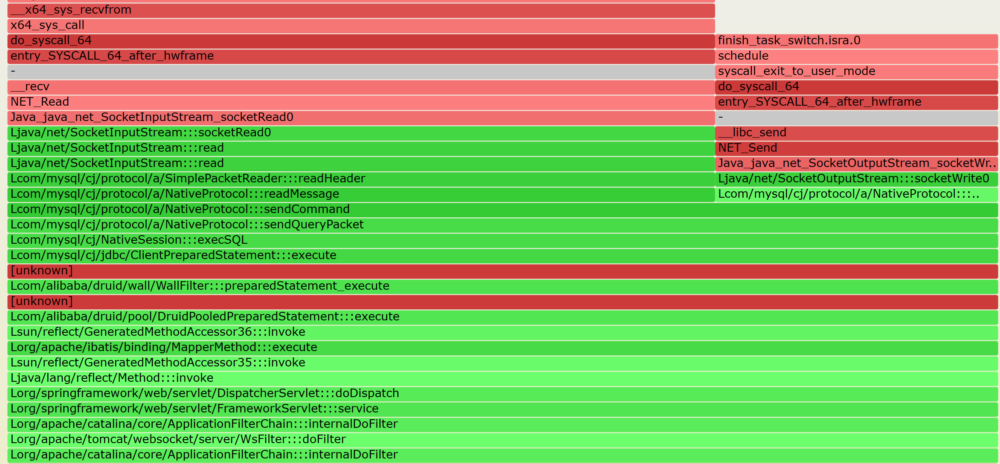 __x64_sys_recvfrom
x64_sys_call
do_syscall_64
finish_task_switch.isra.0
entry_SYSCALL_64_after_hwframe
schedule
-
syscall_exit_to_user_mode
__recv
do_syscall_64
NET_Read
entry_SYSCALL_64_after_hwframe
Java_java_net_SocketInputStream_socketRead0
-
Ljava/net/SocketInputStream:::socketRead0
__libc_send
Ljava/net/SocketInputStream:::read
NET_Send
Ljava/net/SocketInputStream:::read
Java_java_net_SocketOutputStream_socketWr..
Lcom/mysql/cj/protocol/a/SimplePacketReader:::readHeader
Ljava/net/SocketOutputStream:::socketWrite0
Lcom/mysql/cj/protocol/a/NativeProtocol:::readMessage
Lcom/mysql/cj/protocol/a/NativeProtocol:::..
Lcom/mysql/cj/protocol/a/NativeProtocol:::sendCommand
Lcom/mysql/cj/protocol/a/NativeProtocol:::sendQueryPacket
Lcom/mysql/cj/NativeSession:::execSQL
Lcom/mysql/cj/jdbc/ClientPreparedStatement:::execute
[unknown]
Lcom/alibaba/druid/wall/WallFilter:::preparedStatement_execute
[unknown]
Lcom/alibaba/druid/pool/DruidPooledPreparedStatement:::execute
Lsun/reflect/GeneratedMethodAccessor36:::invoke
Lorg/apache/ibatis/binding/MapperMethod:::execute
Lsun/reflect/GeneratedMethodAccessor35:::invoke
Ljava/lang/reflect/Method:::invoke
Lorg/springframework/web/servlet/DispatcherServlet:::doDispatch
Lorg/springframework/web/servlet/FrameworkServlet:::service
Lorg/apache/catalina/core/ApplicationFilterChain:::internalDoFilter
Lorg/apache/tomcat/websocket/server/WsFilter:::doFilter
Lorg/apache/catalina/core/ApplicationFilterChain:::internalDoFilter